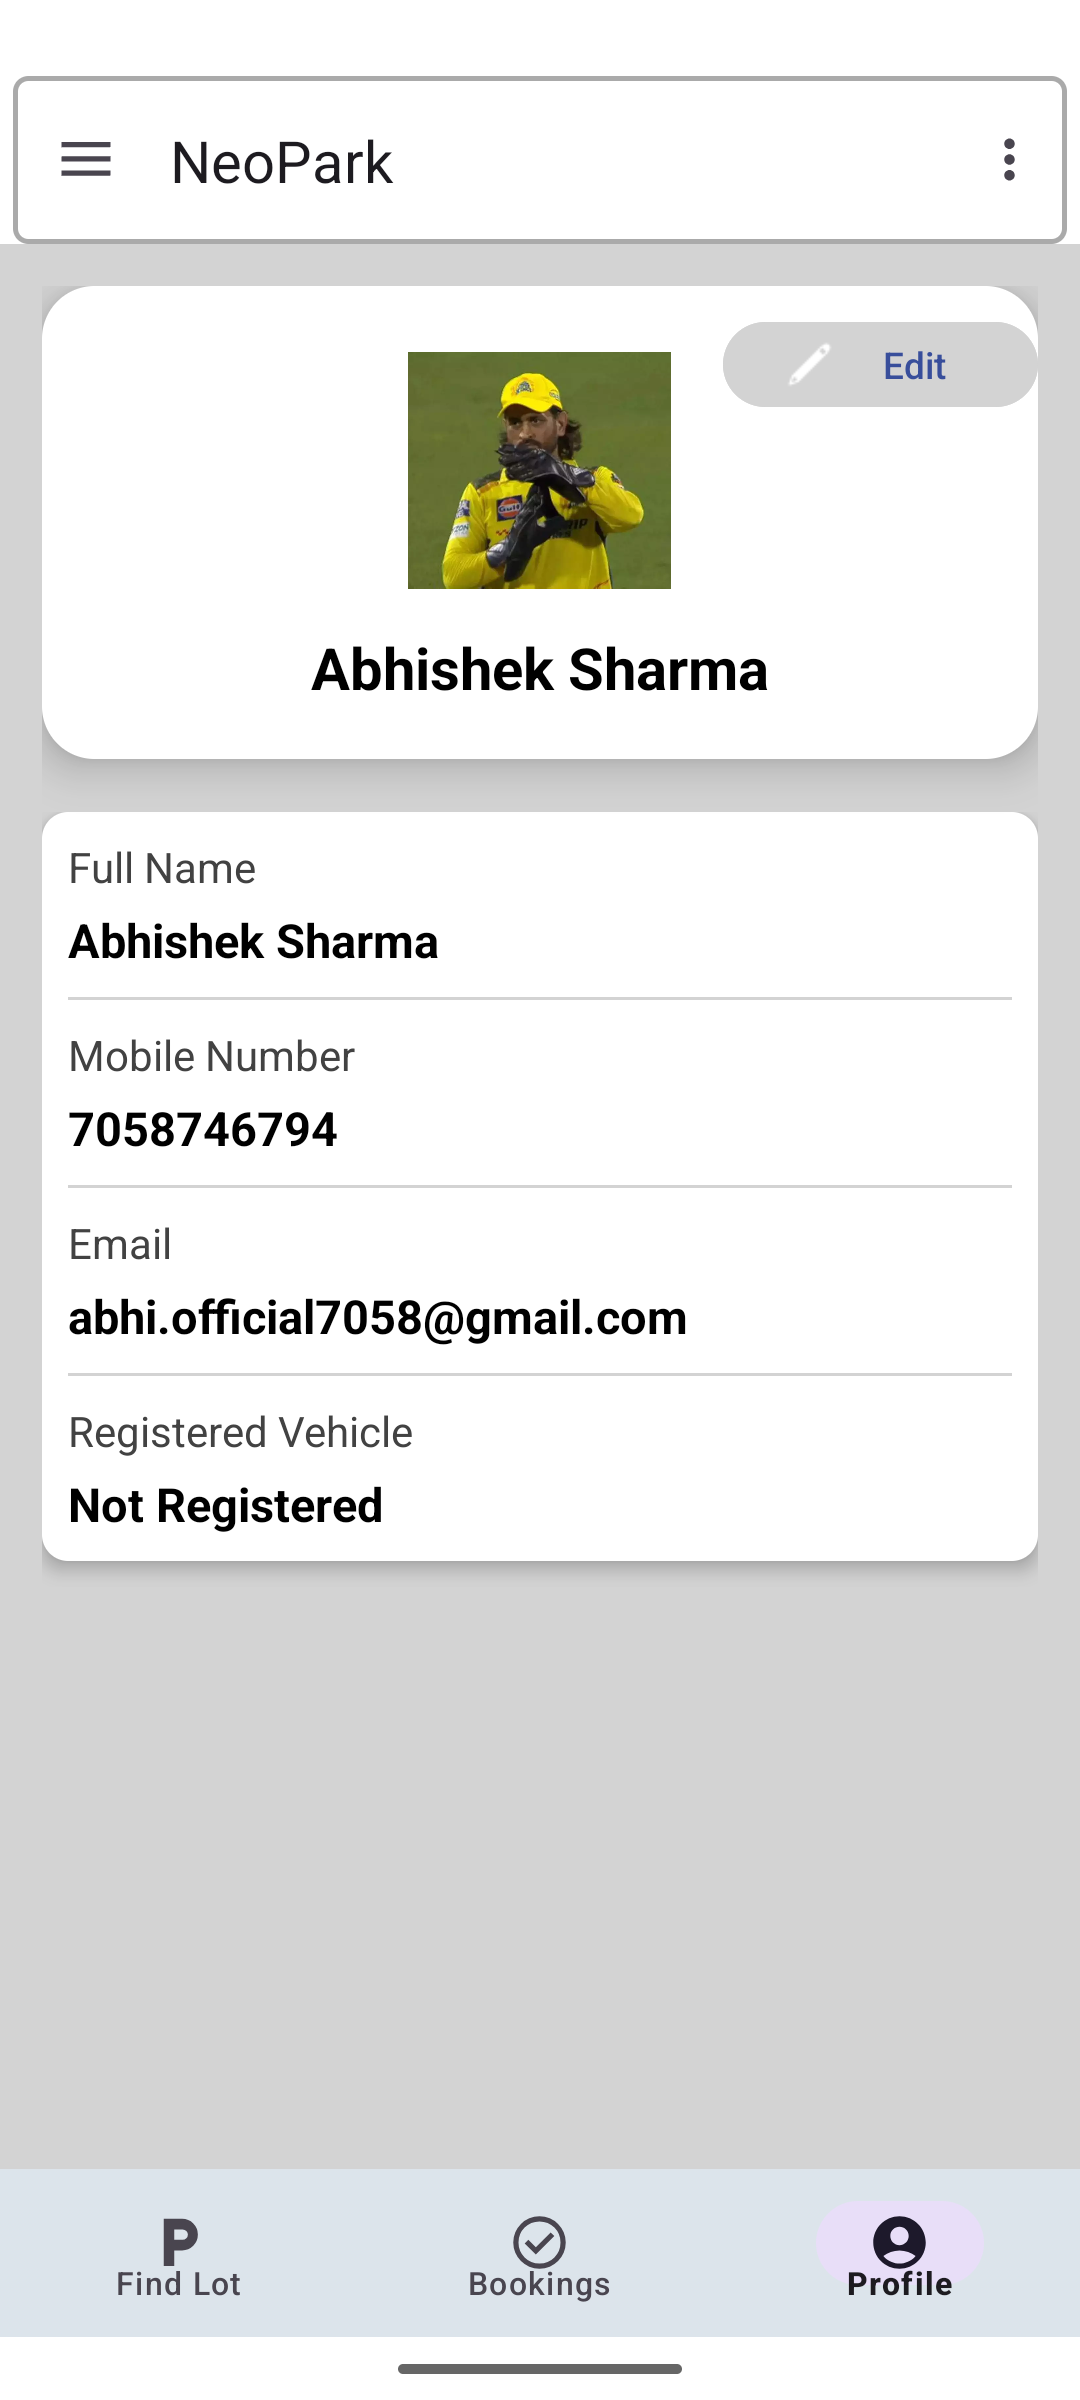 NeoPark
Edit
Gulf
Abhishek Sharma
Full Name
Abhishek Sharma
Mobile Number
7058746794
Email
abhi.official7058@gmail.com
Registered Vehicle
Not Registered
P
Find Lot
Bookings
Profile